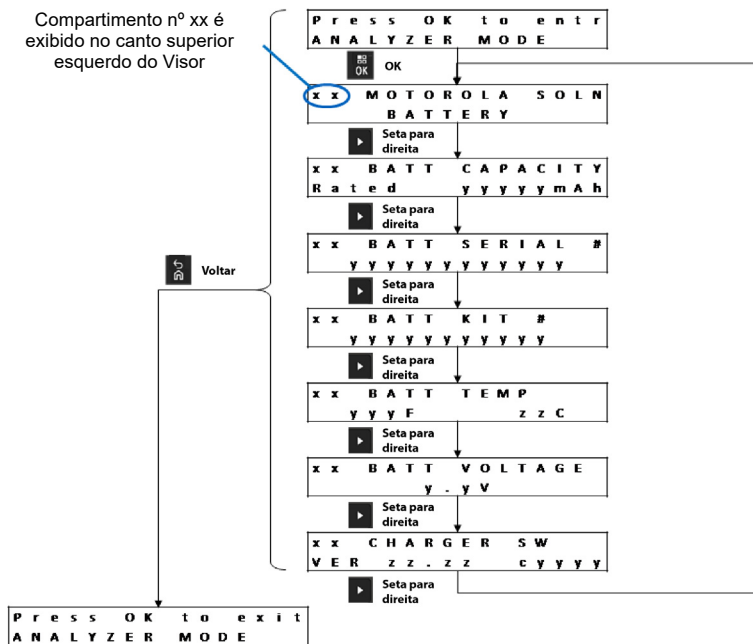 Compartimento nº xx é
exibido no canto superior
esquerdo do Visor
Press OK to entr
ANALYZER MODE
OK
OK
xx MOTOROLA SOLN
BATTERY
Seta para
direita
xx BATT CAPACITY
Rated yyyyymAh
Seta para
direita
xx BATT SERIAL #
yyyyyyyyyyyy
Seta para
direita
Voltar
xx BATT KIT #
yyyyyyyyyyy
Seta para
direita
xx BATT TEMP
yyyF zzC
Seta para
direita
xx BATT VOLTAGE
y.yV
Seta para
direita
xx CHARGER SW
VER zz.zz cyyyy
Seta para
direita
Press OK to exit
ANALYZER MODE